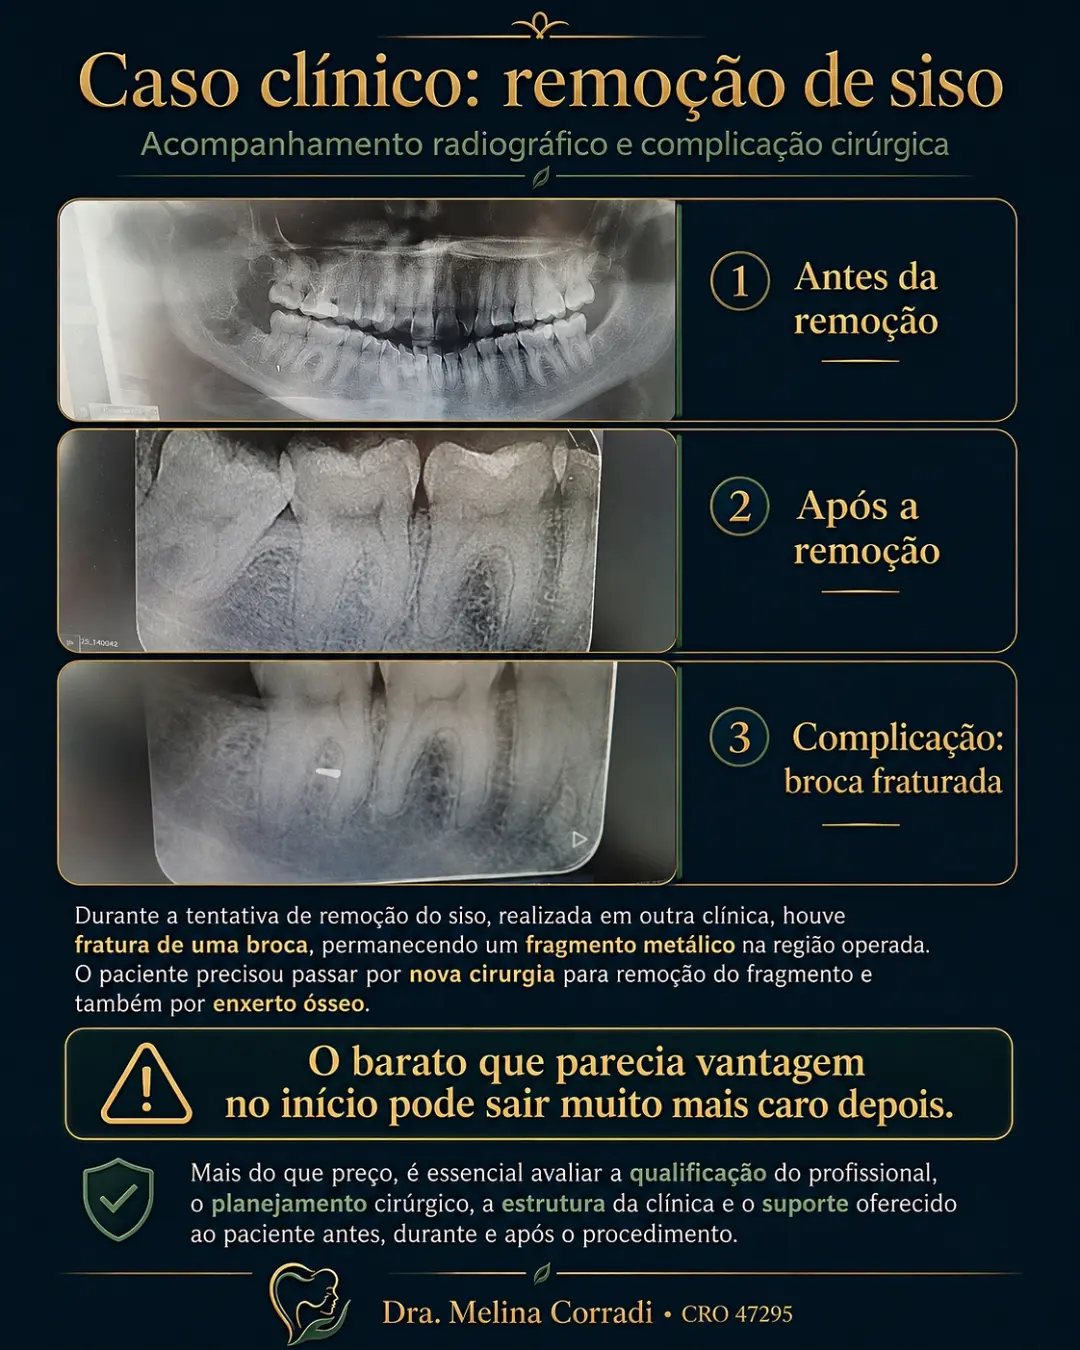 Caso clínico: remoção de siso
Acompanhamento radiográfico e complicação cirúrgica
1 Antes da
remoção
2 Após a
remoção
25_140042
3 Complicação:
broca fraturada
Durante a tentativa de remoção do siso, realizada em outra clínica, houve
fratura de uma broca, permanecendo um fragmento metálico na região operada.
O paciente precisou passar por nova cirurgia para remoção do fragmento e
também por enxerto ósseo.
O barato que parecia vantagem
no início pode sair muito mais caro depois.
Mais do que preço, é essencial avaliar a qualificação do profissional,
o planejamento cirúrgico, a estrutura da clínica e o suporte oferecido
ao paciente antes, durante e após o procedimento.
Dra. Melina Corradi • CRO 47295